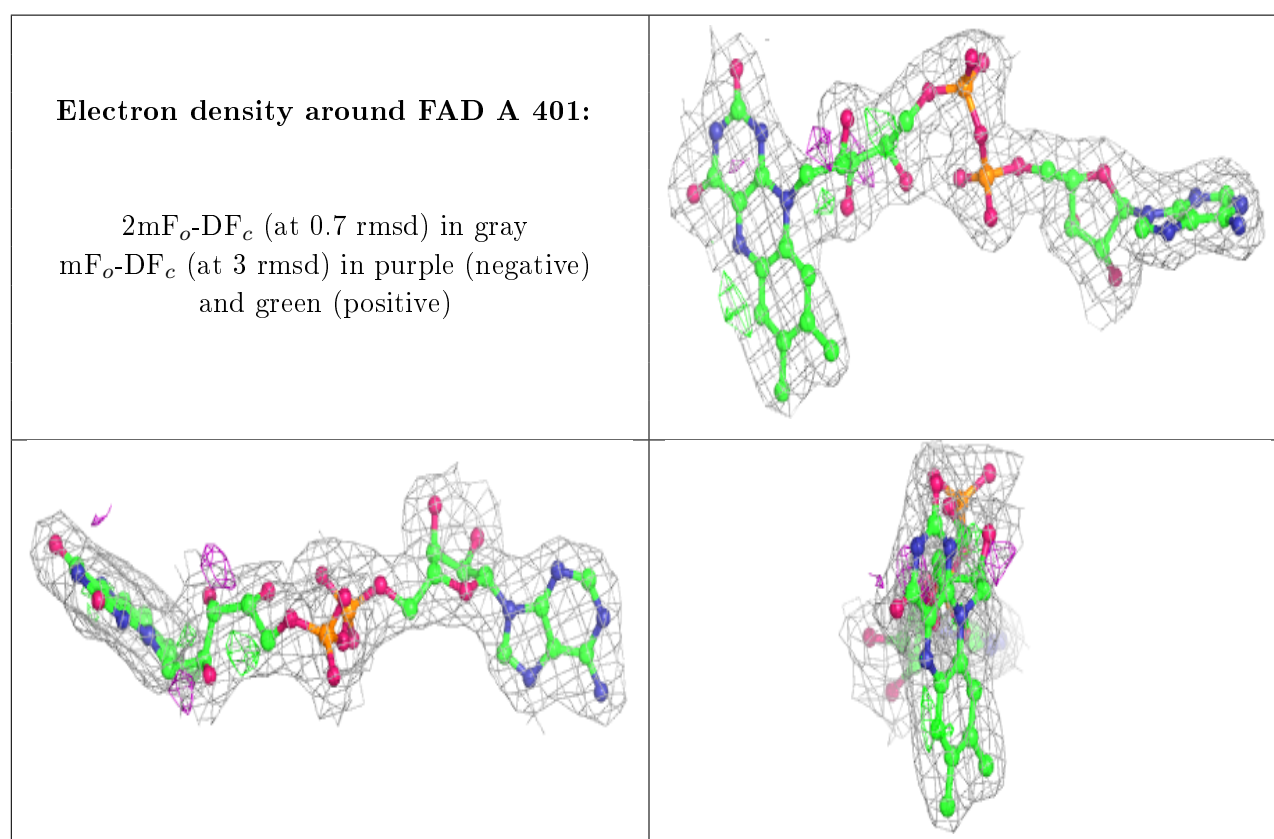 Electron density around FAD A 401:
2mFo-DFc (at 0.7 rmsd) in gray
mFo-DFc (at 3 rmsd) in purple (negative)
and green (positive)